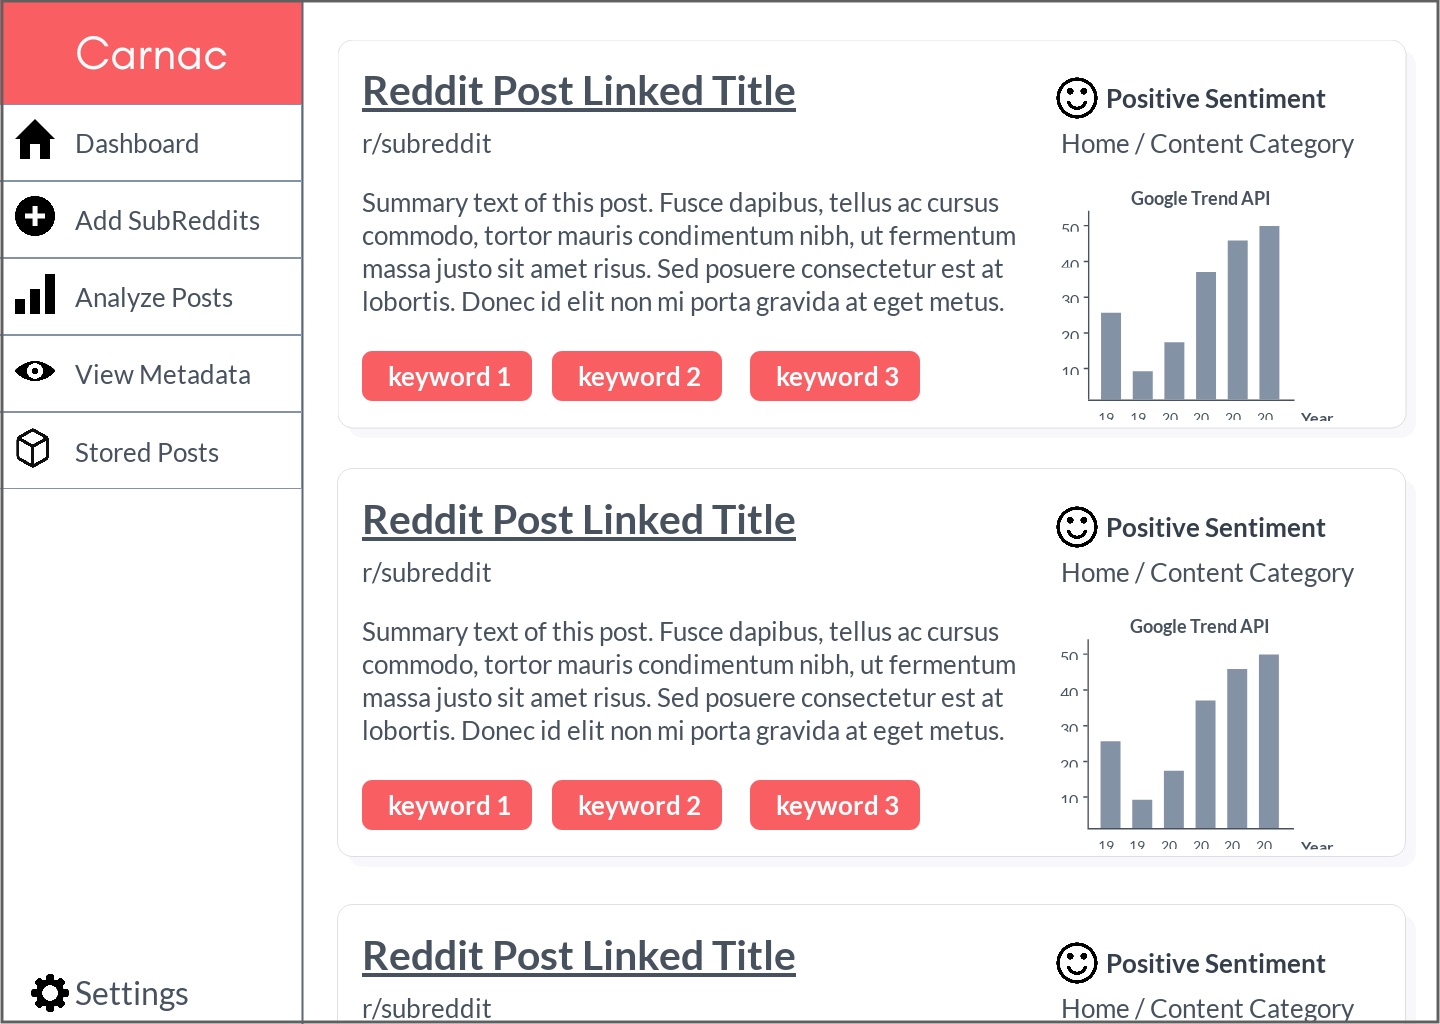 Carnac
Dashboard
Add SubReddits
Analyze Posts
View Metadata
Stored Posts
Settings
Reddit Post Linked Title
r/subreddit
Summary text of this post. Fusce dapibus, tellus ac cursus
commodo, tortor mauris condimentum nibh, ut fermentum
massa justo sit amet risus. Sed posuere consectetur est at
lobortis. Donec id elit non mi porta gravida at eget metus.
keyword 1 keyword 2 keyword 3
Positive Sentiment
Home / Content Category
Google Trend API
50
40
30
20
10
19 19 20 20 20 20 Year
Reddit Post Linked Title
r/subreddit
Summary text of this post. Fusce dapibus, tellus ac cursus
commodo, tortor mauris condimentum nibh, ut fermentum
massa justo sit amet risus. Sed posuere consectetur est at
lobortis. Donec id elit non mi porta gravida at eget metus.
keyword 1 keyword 2 keyword 3
Positive Sentiment
Home / Content Category
Google Trend API
50
40
30
20
10
19 19 20 20 20 20 Year
Reddit Post Linked Title
r/subreddit
Positive Sentiment
Home / Content Category